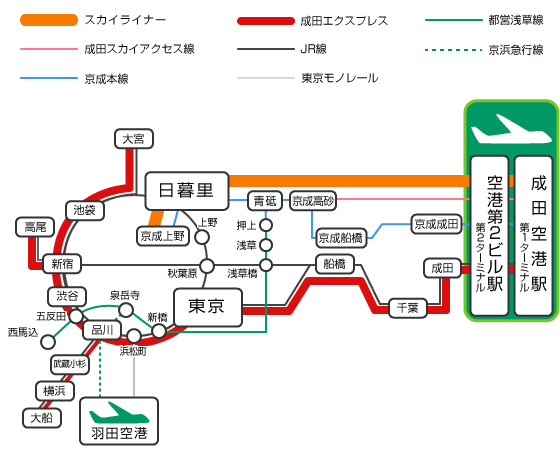 スカイライナー
成田エクスプレス
都営浅草線
成田スカイアクセス線
JR線
京浜急行線
京成本線
東京モノレール
大宮
日暮里
青砥
京成高砂
空港第2ビル駅
第2ターミナル
成田空港駅
第1ターミナル
池袋
高尾
京成上野
上野
押上
浅草
京成船橋
京成成田
新宿
秋葉原
浅草橋
船橋
成田
渋谷
泉岳寺
東京
千葉
五反田
新橋
品川
西馬込
浜松町
武蔵小杉
横浜
大船
羽田空港